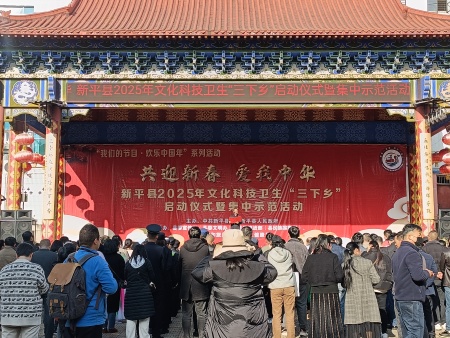 新平县2025年文化科技卫生“三下乡”启动仪式暨集中示范活动
“我们的节日·欢乐中国年”系列活动
共迎新春 爱我中华
新平县2025年文化科技卫生“三下乡”
启动仪式暨集中示范活动